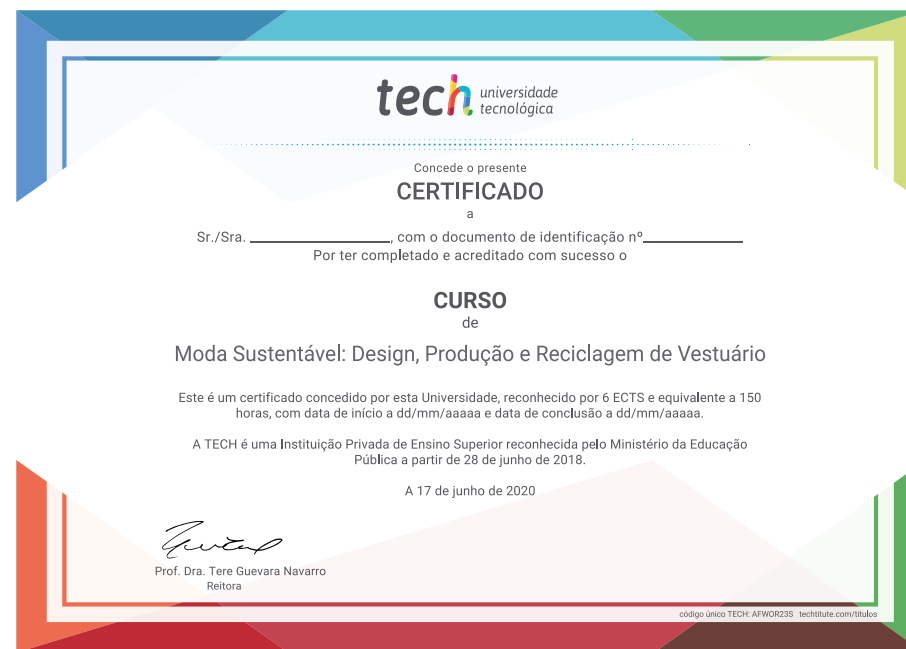 tech universidade
tecnológica
Concede o presente
CERTIFICADO
a
Sr./Sra. ____________________, com o documento de identificação nº______________
Por ter completado e acreditado com sucesso o
CURSO
de
Moda Sustentável: Design, Produção e Reciclagem de Vestuário
Este é um certificado concedido por esta Universidade, reconhecido por 6 ECTS e equivalente a 150
horas, com data de início a dd/mm/aaaaa e data de conclusão a dd/mm/aaaaa.
A TECH é uma Instituição Privada de Ensino Superior reconhecida pelo Ministério da Educação
Pública a partir de 28 de junho de 2018.
A 17 de junho de 2020
Prof. Dra. Tere Guevara Navarro
Reitora
código único TECH: AFWOR23S techtitute.com/titulos